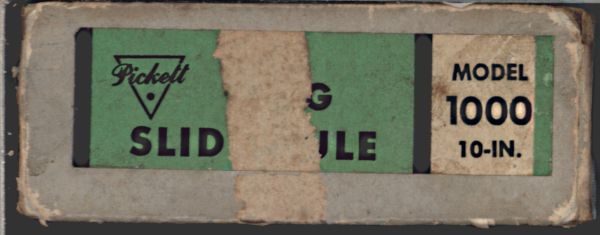 Pickett
G
SLID ULE
MODEL
1000
10-IN.